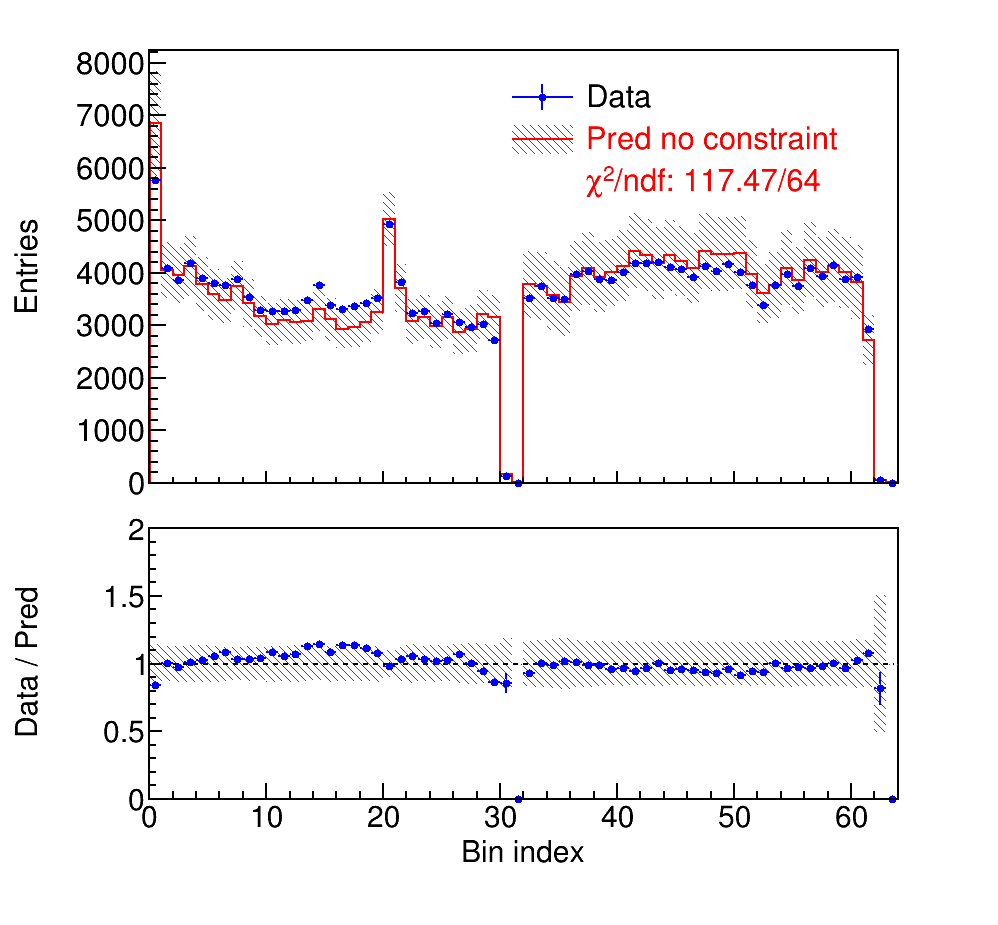 8000
7000
6000
5000
4000
3000
2000
1000
0
Entries
Data
Pred no constraint
χ²/ndf: 117.47/64
2
1.5
1
0.5
0
Data / Pred
0 10 20 30 40 50 60
Bin index